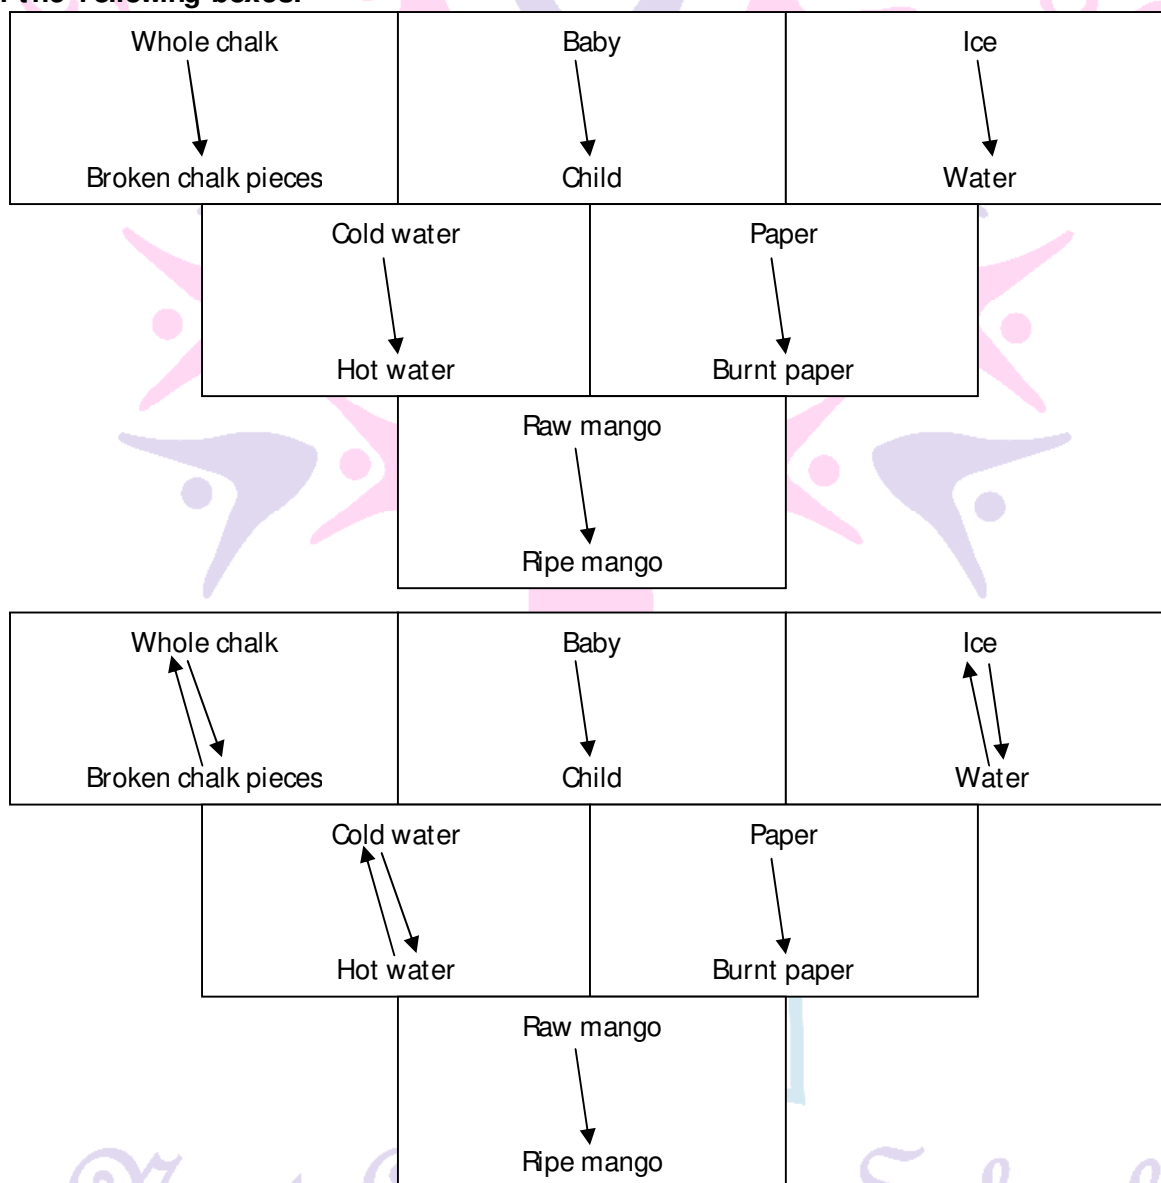 following boxes.
Whole chalk Baby Ice
Broken chalk pieces Child Water
Cold water Paper
Hot water Burnt paper
Raw mango
Ripe mango
Whole chalk Baby Ice
Broken chalk pieces Child Water
Cold water Paper
Hot water Burnt paper
Raw mango
Ripe mango